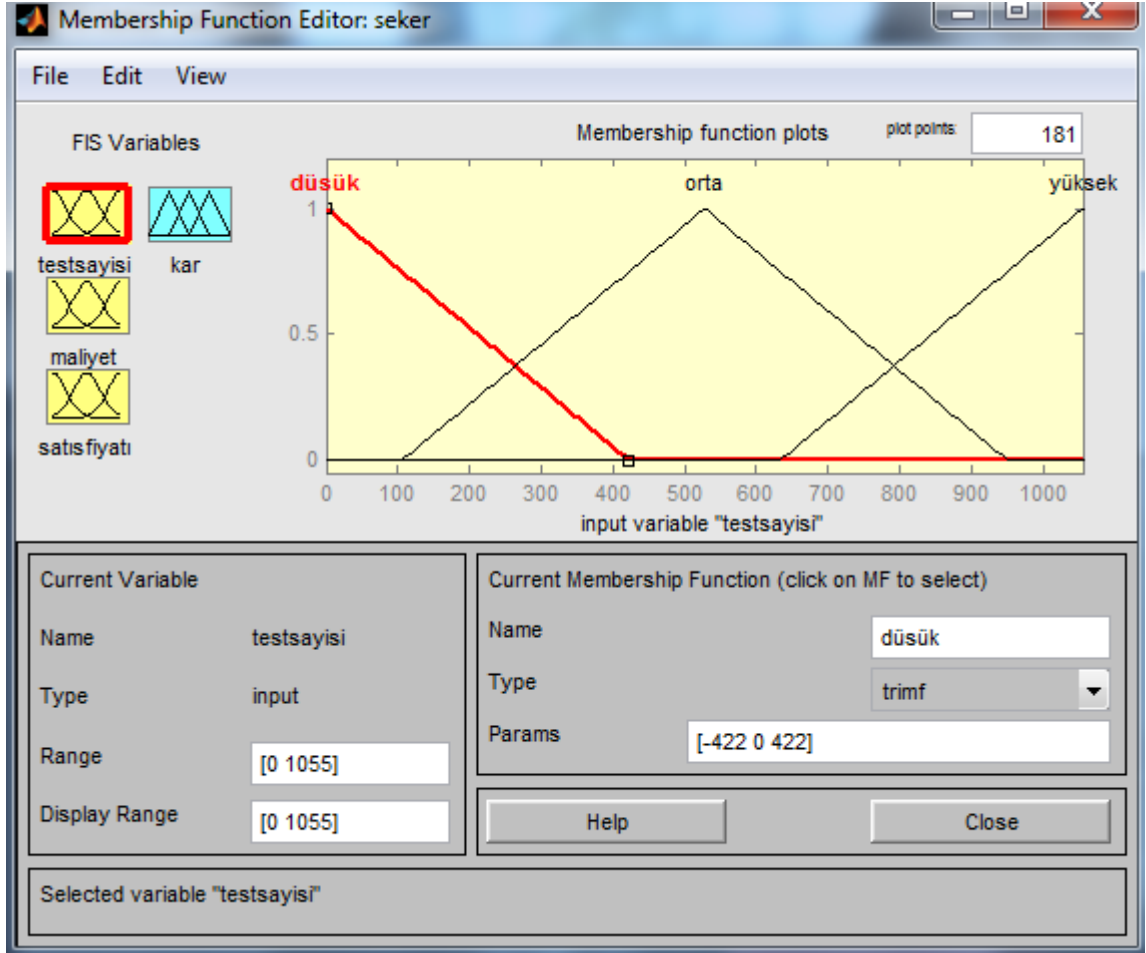 Membership Function Editor: seker
File Edit View
FIS Variables
Membership function plots
plot points:
181
düsük
orta
yüksek
testsayisi
kar
maliyet
satısfiyatı
1
0.5
0
0 100 200 300 400 500 600 700 800 900 1000
input variable "testsayisi"
Current Variable
Name testsayisi
Type input
Range [0 1055]
Display Range [0 1055]
Current Membership Function (click on MF to select)
Name düsük
Type trimf
Params [-422 0 422]
Help
Close
Selected variable "testsayisi"